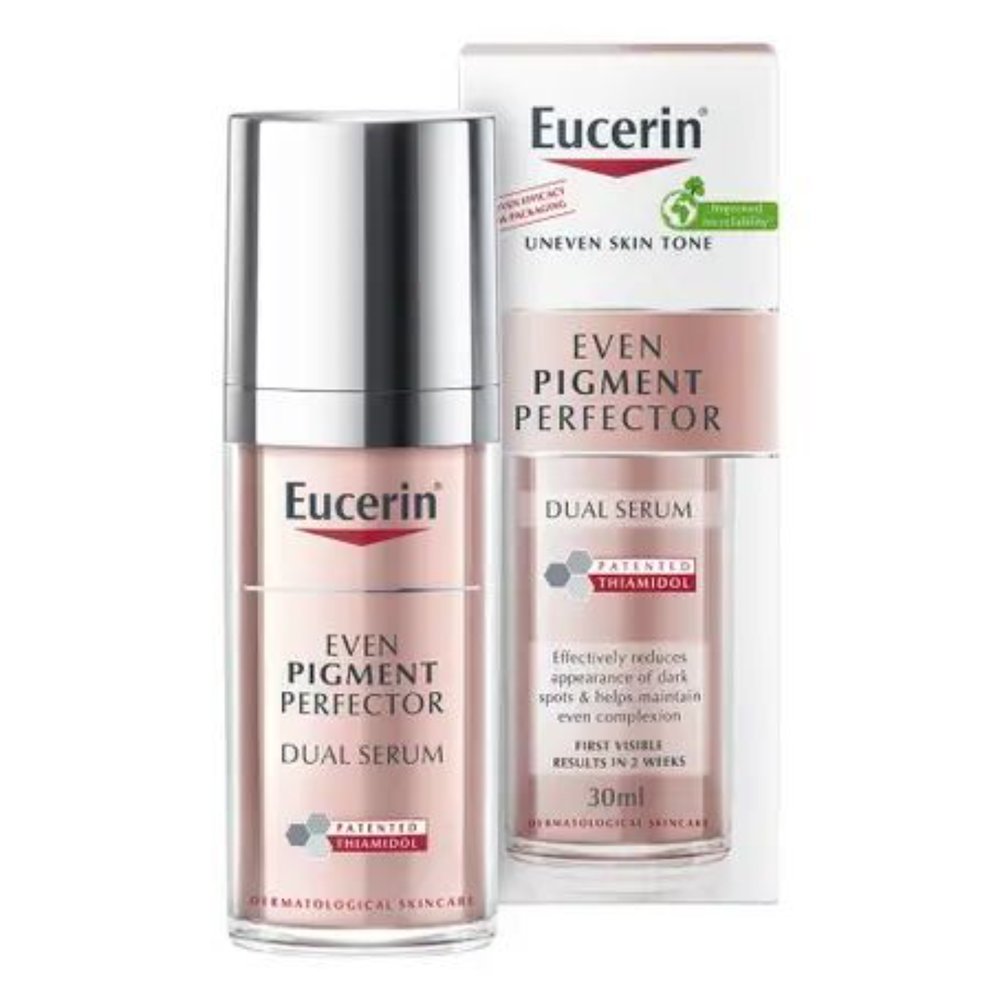 Eucerin®
EVEN
PIGMENT
PERFECTOR
DUAL SERUM
PATENTED
THIAMIDOL
DERMATOLOGICAL SKINCARE
Eucerin®
PACKAGING
Improved
UNEVEN SKIN TONE
EVEN
PIGMENT
PERFECTOR
DUAL SERUM
PATENTED
THIAMIDOL
Effectively reduces
appearance of dark
spots & helps maintain
even complexion
FIRST VISIBLE
RESULTS IN 2 WEEKS
30ml
DERMATOLOGICAL SKINCARE